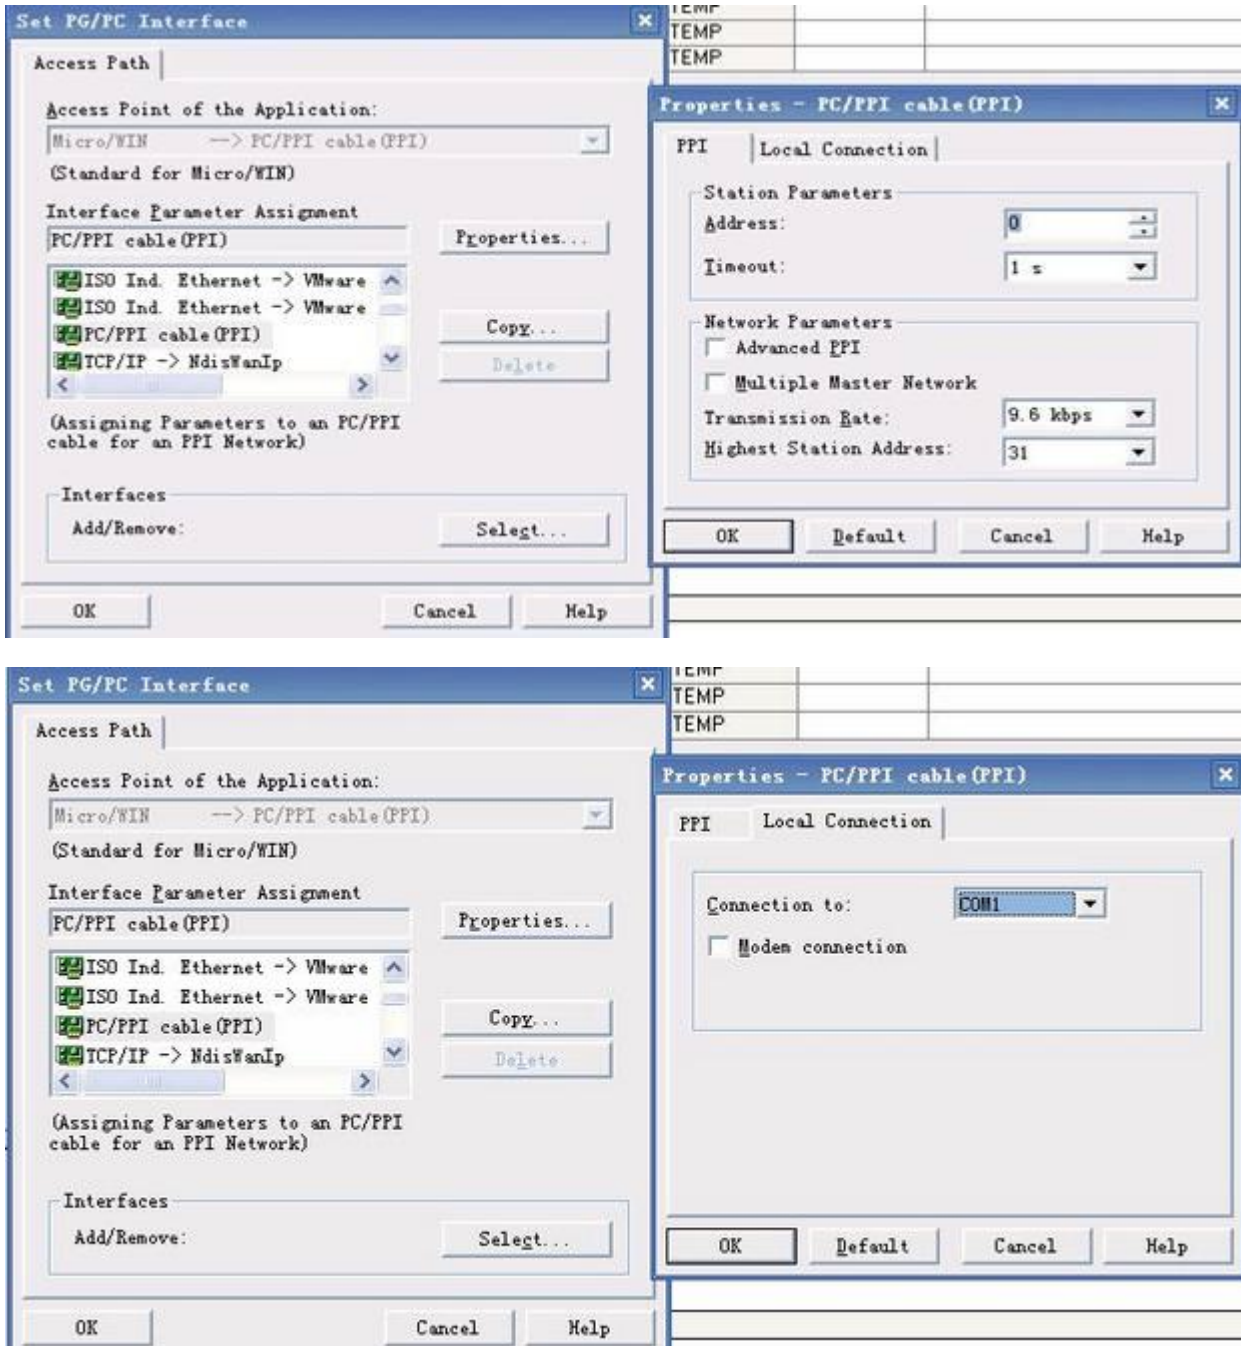 Set PG/PC Interface
Access Path
Access Point of the Application:
Micro/WIN --> PC/PPI cable(PPI)
(Standard for Micro/WIN)
Interface Parameter Assignment
PC/PPI cable(PPI)
Properties...
ISO Ind. Ethernet -> VMware
ISO Ind. Ethernet -> VMware
PC/PPI cable(PPI)
TCP/IP -> NdisWanIp
Copy...
Delete
(Assigning Parameters to an PC/PPI
cable for an PPI Network)
Interfaces
Add/Remove:
Select...
OK
Cancel
Help
TEMP
TEMP
TEMP
Properties - PC/PPI cable(PPI)
PPI
Local Connection
Station Parameters
Address:
0
Timeout:
1 s
Network Parameters
Advanced PPI
Multiple Master Network
Transmission Rate:
9.6 kbps
Highest Station Address:
31
OK
Default
Cancel
Help
Set PG/PC Interface
Access Path
Access Point of the Application:
Micro/WIN --> PC/PPI cable(PPI)
(Standard for Micro/WIN)
Interface Parameter Assignment
PC/PPI cable(PPI)
Properties...
ISO Ind. Ethernet -> VMware
ISO Ind. Ethernet -> VMware
PC/PPI cable(PPI)
TCP/IP -> NdisWanIp
Copy...
Delete
(Assigning Parameters to an PC/PPI
cable for an PPI Network)
Interfaces
Add/Remove:
Select...
OK
Cancel
Help
TEMP
TEMP
TEMP
Properties - PC/PPI cable(PPI)
PPI
Local Connection
Connection to:
COM1
Modem connection
OK
Default
Cancel
Help